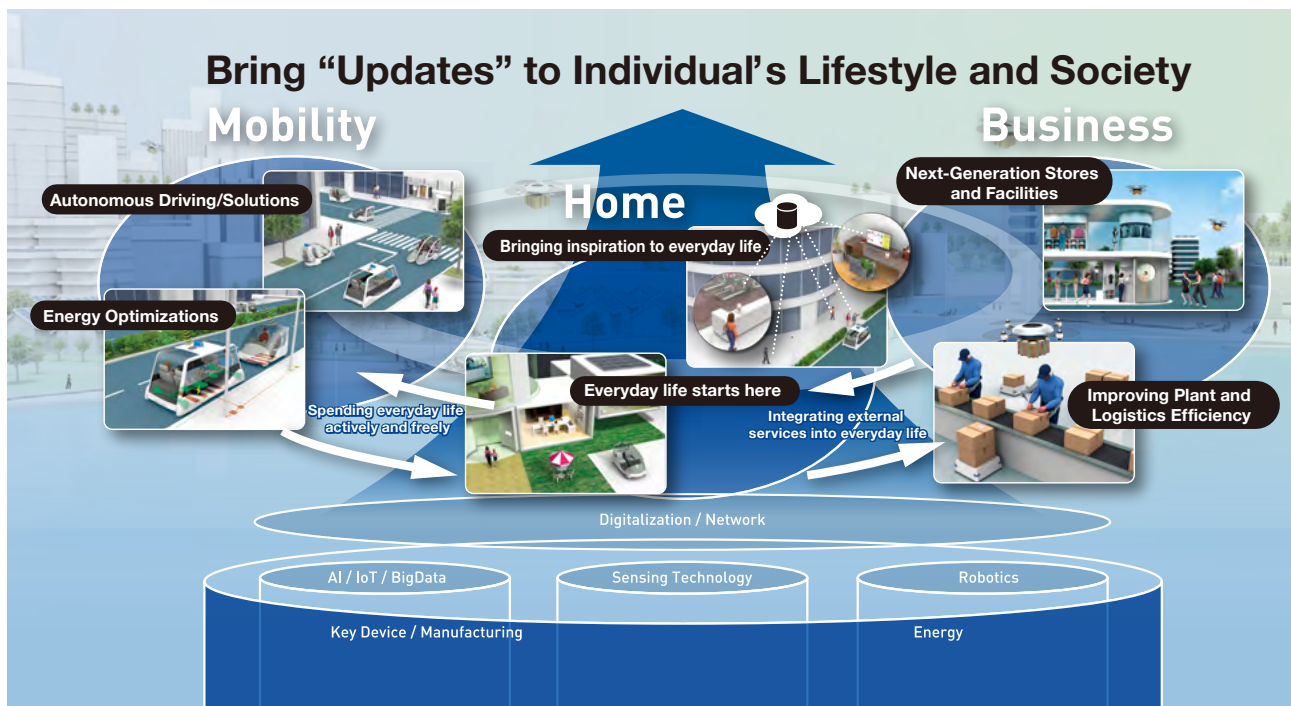 Bring “Updates” to Individual’s Lifestyle and Society
Mobility
Autonomous Driving/Solutions
Energy Optimizations
Spending everyday life
actively and freely
Home
Bringing inspiration to everyday life
Everyday life starts here
Business
Next-Generation Stores
and Facilities
Improving Plant and
Logistics Efficiency
Integrating external
services into everyday life
Digitalization / Network
AI / IoT / BigData
Sensing Technology
Robotics
Key Device / Manufacturing
Energy